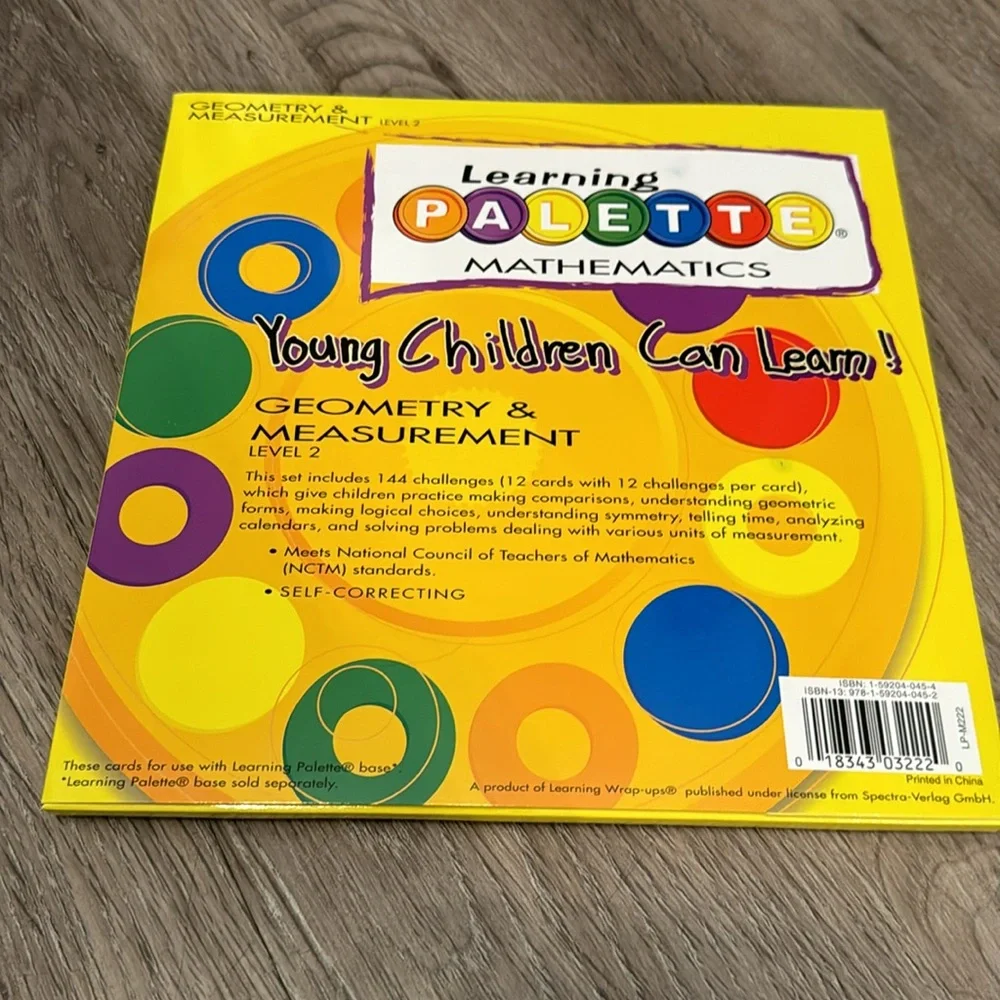 GEOMETRY &
MEASUREMENT LEVEL 2
Learning
PALETTE®
MATHEMATICS
Young Children Can Learn!
GEOMETRY &
MEASUREMENT
LEVEL 2
This set includes 144 challenges (12 cards with 12 challenges per card),
which give children practice making comparisons, understanding geometric
forms, making logical choices, understanding symmetry, telling time, analyzing
calendars, and solving problems dealing with various units of measurement.
• Meets National Council of Teachers of Mathematics
(NCTM) standards.
• SELF-CORRECTING
ISBN: 1-59204-045-4
ISBN-13: 978-1-59204-045-2
LP-M222
0 18343 03222 0
Printed in China
These cards for use with Learning Palette® base*.
*Learning Palette® base sold separately.
A product of Learning Wrap-ups® published under license from Spectra-Verlag GmbH.